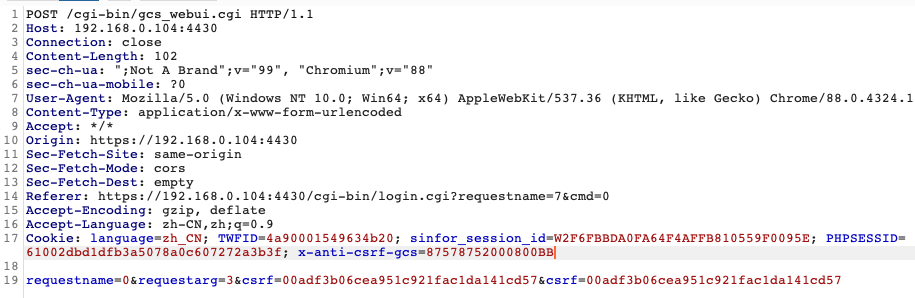 1 POST /cgi-bin/gcs_webui.cgi HTTP/1.1
2 Host: 192.168.0.104:4430
3 Connection: close
4 Content-Length: 102
5 sec-ch-ua: ";Not A Brand";v="99", "Chromium";v="88"
6 sec-ch-ua-mobile: ?0
7 User-Agent: Mozilla/5.0 (Windows NT 10.0; Win64; x64) AppleWebKit/537.36 (KHTML, like Gecko) Chrome/88.0.4324.1
8 Content-Type: application/x-www-form-urlencoded
9 Accept: */*
10 Origin: https://192.168.0.104:4430
11 Sec-Fetch-Site: same-origin
12 Sec-Fetch-Mode: cors
13 Sec-Fetch-Dest: empty
14 Referer: https://192.168.0.104:4430/cgi-bin/login.cgi?requestname=7&cmd=0
15 Accept-Encoding: gzip, deflate
16 Accept-Language: zh-CN,zh;q=0.9
17 Cookie: language=zh_CN; TWFID=4a90001549634b20; sinfor_session_id=W2F6FBBDA0FA64F4AFFB810559F0095E; PHPSESSID=
61002dbd1dfb3a5078a0c607272a3b3f; x-anti-csrf-gcs=87578752000800BB
18
19 requestname=0&requestarg=3&csrf=00adf3b06cea951c921fac1da141cd57&csrf=00adf3b06cea951c921fac1da141cd57